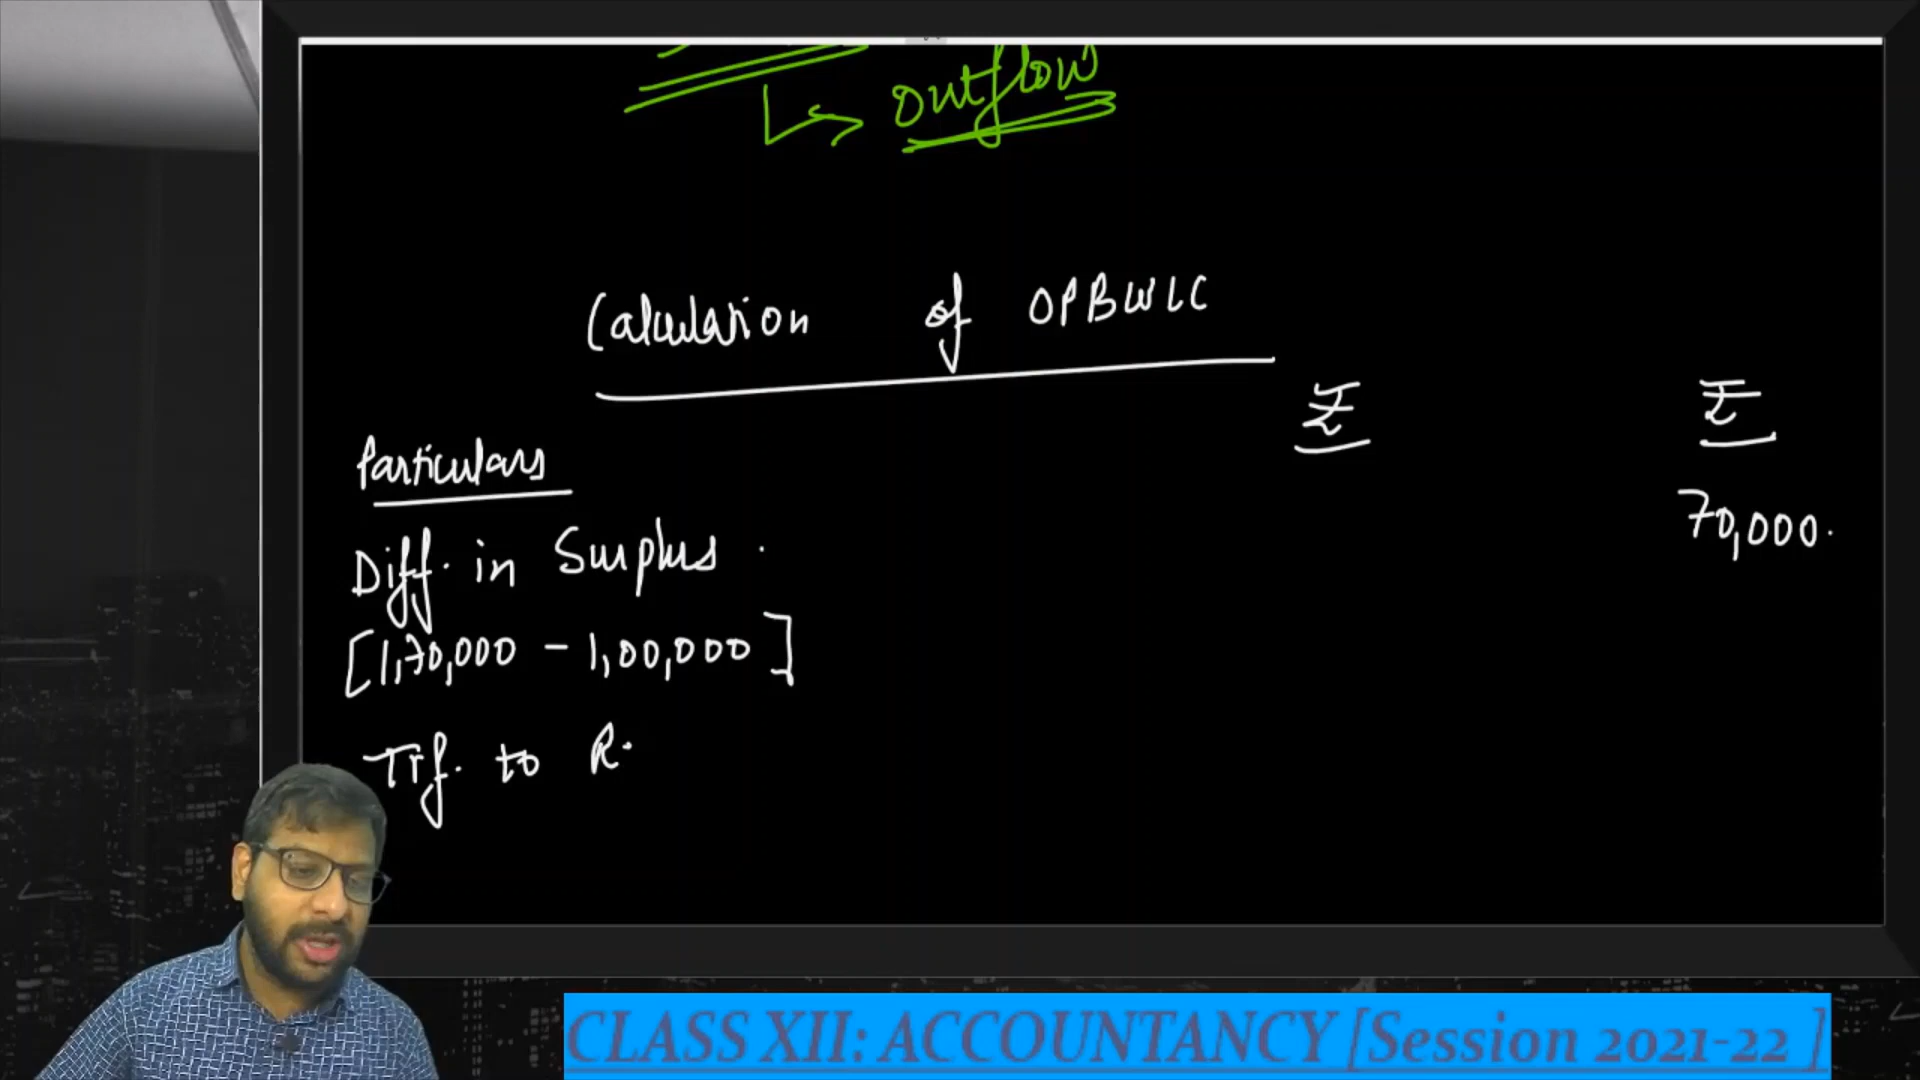 outflow
Calculation of OPBWLC
₹ ₹
Particulars
70,000.
Diff. in Surplus.
[1,70,000 - 1,00,000]
Trf. to R.
CLASS XII: ACCOUNTANCY [Session 2021-22 ]